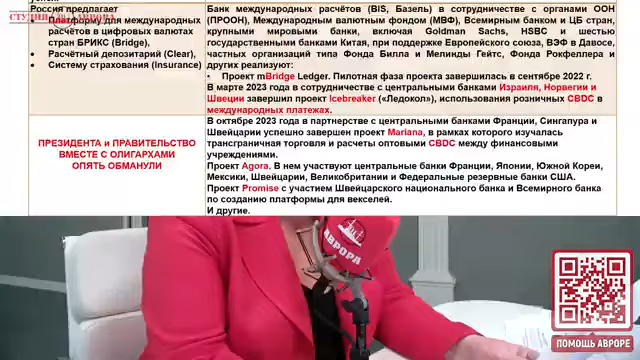 СТУДИЯ АВРОРА
Россия предлагает
• Платформу для международных
расчётов в цифровых валютах
стран БРИКС (Bridge),
• Расчётный депозитарий (Clear),
• Систему страхования (Insurance)
Банк международных расчётов (BIS, Базель) в сотрудничестве с органами ООН
(ПРООН), Международным валютным фондом (МВФ), Всемирным банком и ЦБ стран,
крупными мировыми банки, включая Goldman Sachs, HSBC и шестью
государственными банками Китая, при поддержке Европейского союза, ВЭФ в Давосе,
частных организаций типа Фонда Билла и Мелинды Гейтс, Фонда Рокфеллера и
других реализуют:
• Проект mBridge Ledger. Пилотная фаза проекта завершилась в сентябре 2022 г.
В марте 2023 года в сотрудничестве с центральными банками Израиля, Норвегии и
Швеции завершил проект Icebreaker («Ледокол»), использования розничных CBDC в
международных платежах.
ПРЕЗИДЕНТА и ПРАВИТЕЛЬСТВО
ВМЕСТЕ С ОЛИГАРХАМИ
ОПЯТЬ ОБМАНУЛИ
В октябре 2023 года в партнерстве с центральными банками Франции, Сингапура и
Швейцарии успешно завершен проект Mariana, в рамках которого изучалась
трансграничная торговля и расчеты оптовыми CBDC между финансовыми
учреждениями.
Проект Agora. В нем участвуют центральные банки Франции, Японии, Южной Кореи,
Мексики, Швейцарии, Великобритании и Федеральные резервные банки США.
Проект Promise с участием Швейцарского национального банка и Всемирного банка
по созданию платформы для векселей.
И другие.
АВРОРА
ПОМОЩЬ АВРОРЕ